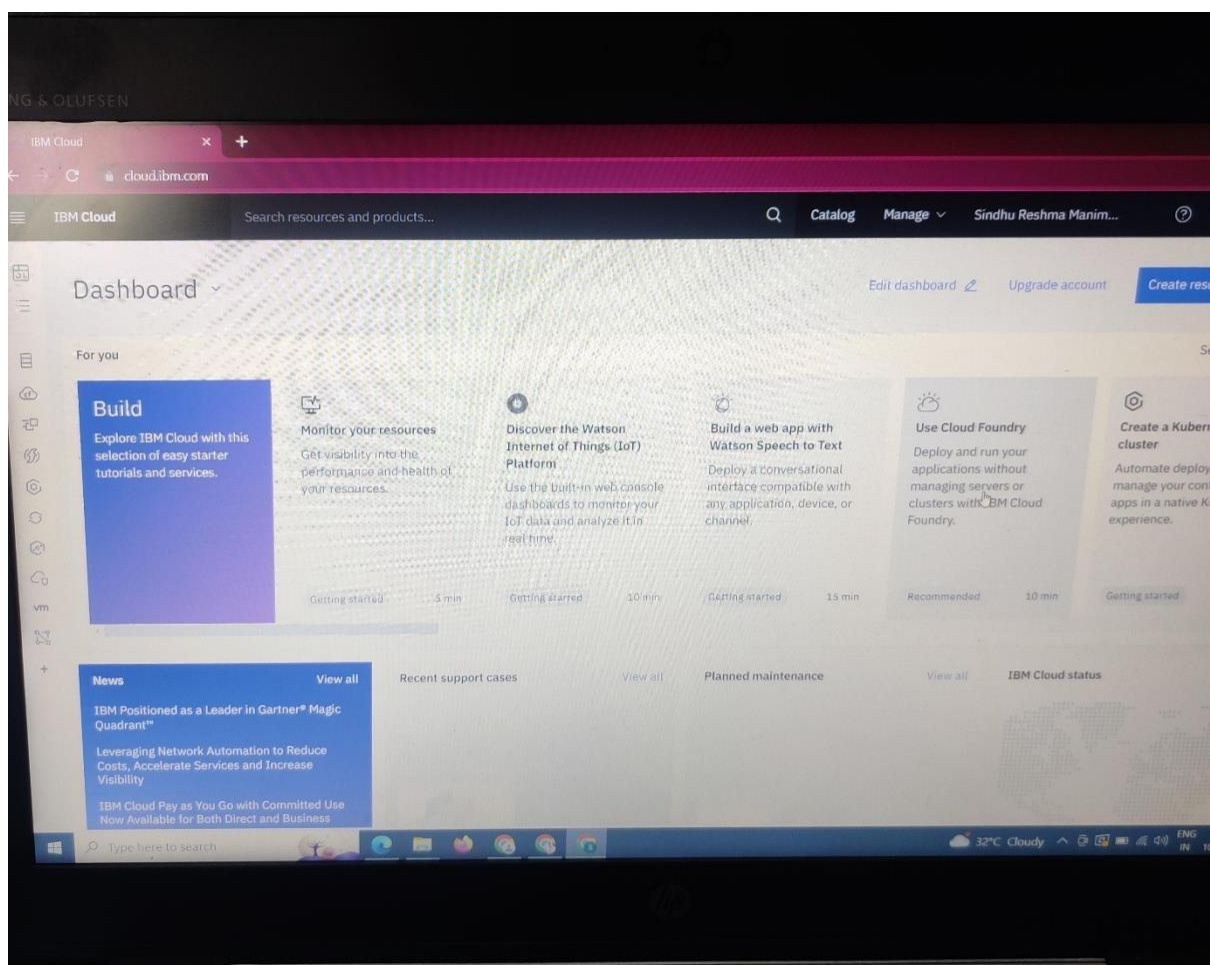 NG & OLUFSEN
IBM Cloud × +
cloud.ibm.com
IBM Cloud Search resources and products... Catalog Manage Sindhu Reshma Manim...
Dashboard Edit dashboard Upgrade account Create res
For you
Build
Explore IBM Cloud with this
selection of easy starter
tutorials and services.
Monitor your resources
Get visibility into the
performance and health of
your resources.
Getting started 5 min
Discover the Watson
Internet of Things (IoT)
Platform
Use the built-in web console
dashboards to monitor your
IoT data and analyze it in
real time.
Getting started 10 min
Build a web app with
Watson Speech to Text
Deploy a conversational
interface compatible with
any application, device, or
channel.
Getting started 15 min
Use Cloud Foundry
Deploy and run your
applications without
managing servers or
clusters with IBM Cloud
Foundry.
Recommended 10 min
Create a Kubern
cluster
Automate deploy
manage your con
apps in a native K
experience.
Getting started
vm
News View all
IBM Positioned as a Leader in Gartner® Magic
Quadrant™
Leveraging Network Automation to Reduce
Costs, Accelerate Services and Increase
Visibility
IBM Cloud Pay as You Go with Committed Use
Now Available for Both Direct and Business
Recent support cases View all
Planned maintenance View all
IBM Cloud status
Type here to search
32°C Cloudy
ENG
IN
hp